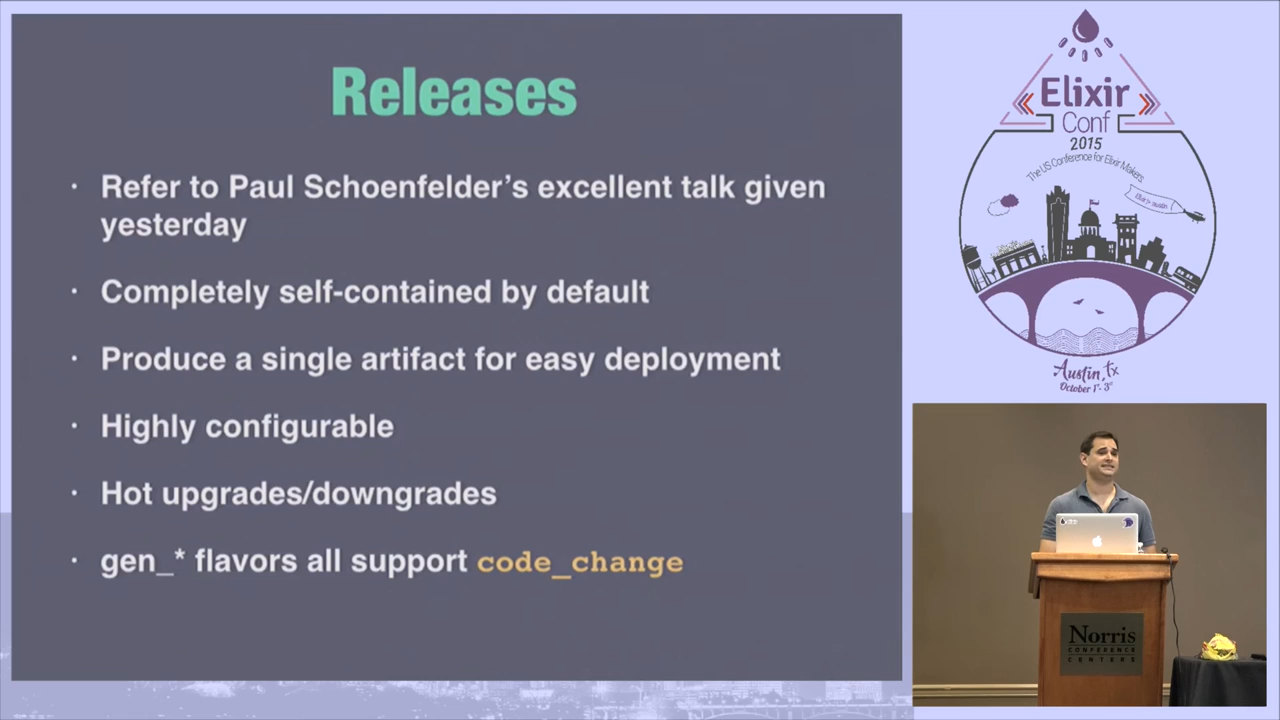 Releases
· Refer to Paul Schoenfelder’s excellent talk given
yesterday
· Completely self-contained by default
· Produce a single artifact for easy deployment
· Highly configurable
· Hot upgrades/downgrades
· gen_* flavors all support code_change
Elixir
Conf
2015
The US Conference for Elixir Makers
Austin, TX
October 1st - 3rd
Norris
CONFERENCE
CENTERS